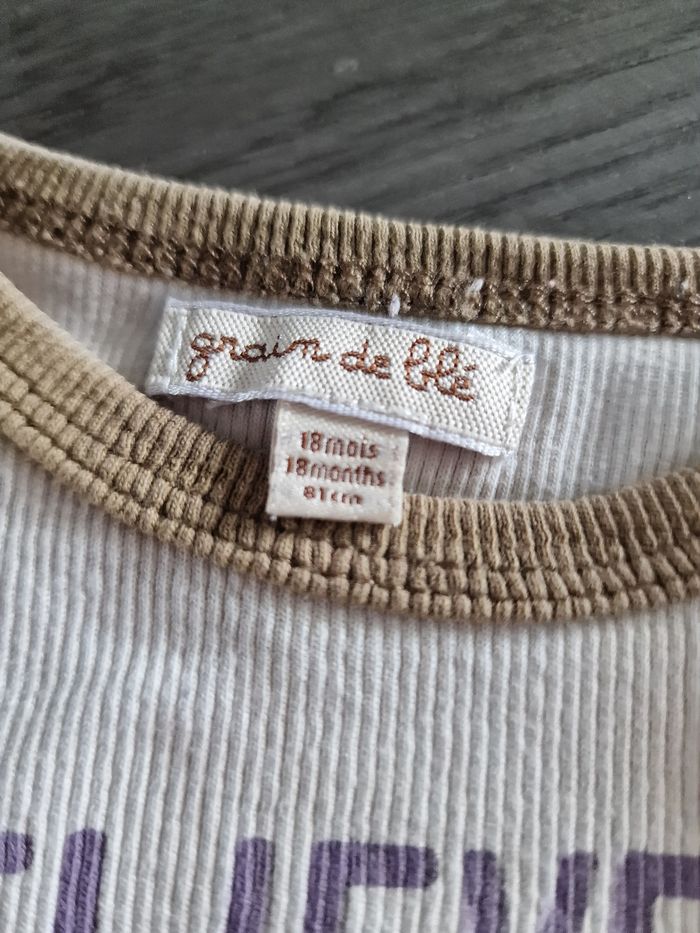 grain de blé
18mois
18months
81cm